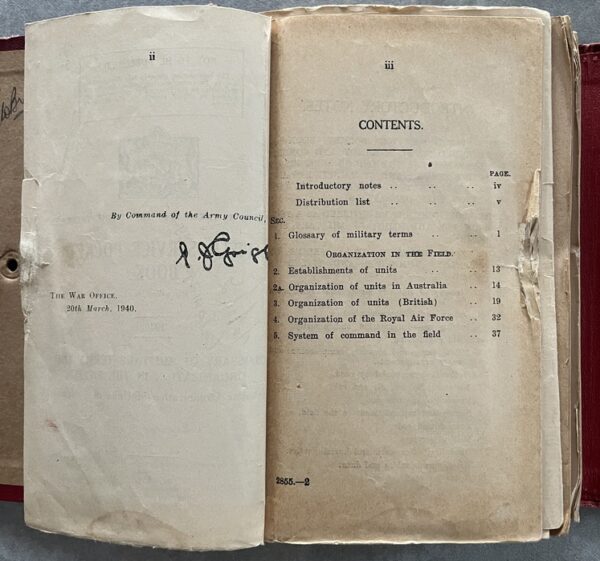 ii
By Command of the Army Council,
THE WAR OFFICE.
20th March, 1940.
iii
CONTENTS.
PAGE.
Introductory notes .. .. .. iv
Distribution list .. .. .. v
SEC.
1. Glossary of military terms .. .. 1
ORGANIZATION IN THE FIELD.
2. Establishments of units .. .. 13
2A. Organization of units in Australia .. 14
3. Organization of units (British) .. 19
4. Organization of the Royal Air Force .. 32
5. System of command in the field .. 37
2855.—2